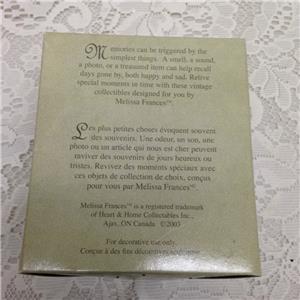 Memories can be triggered by the
simplest things. A smell, a sound,
a photo, or a treasured item can help recall
days gone by, both happy and sad. Relive
special moments in time with these vintage
collectibles designed for you by
Melissa Frances™.
Les plus petites choses évoquent souvent
des souvenirs. Une odeur, un son, une
photo ou un article qui nous est cher peuvent
raviver des souvenirs de jours heureux ou
tristes. Revivez des moments spéciaux avec
ces objets de collection de choix, conçus
pour vous par Melissa Frances™.
Melissa Frances™ is a registered trademark
of Heart & Home Collectables Inc.,
Ajax, ON Canada ©2003
For decorative use only.
Conçue à des fins décoratives seulement.